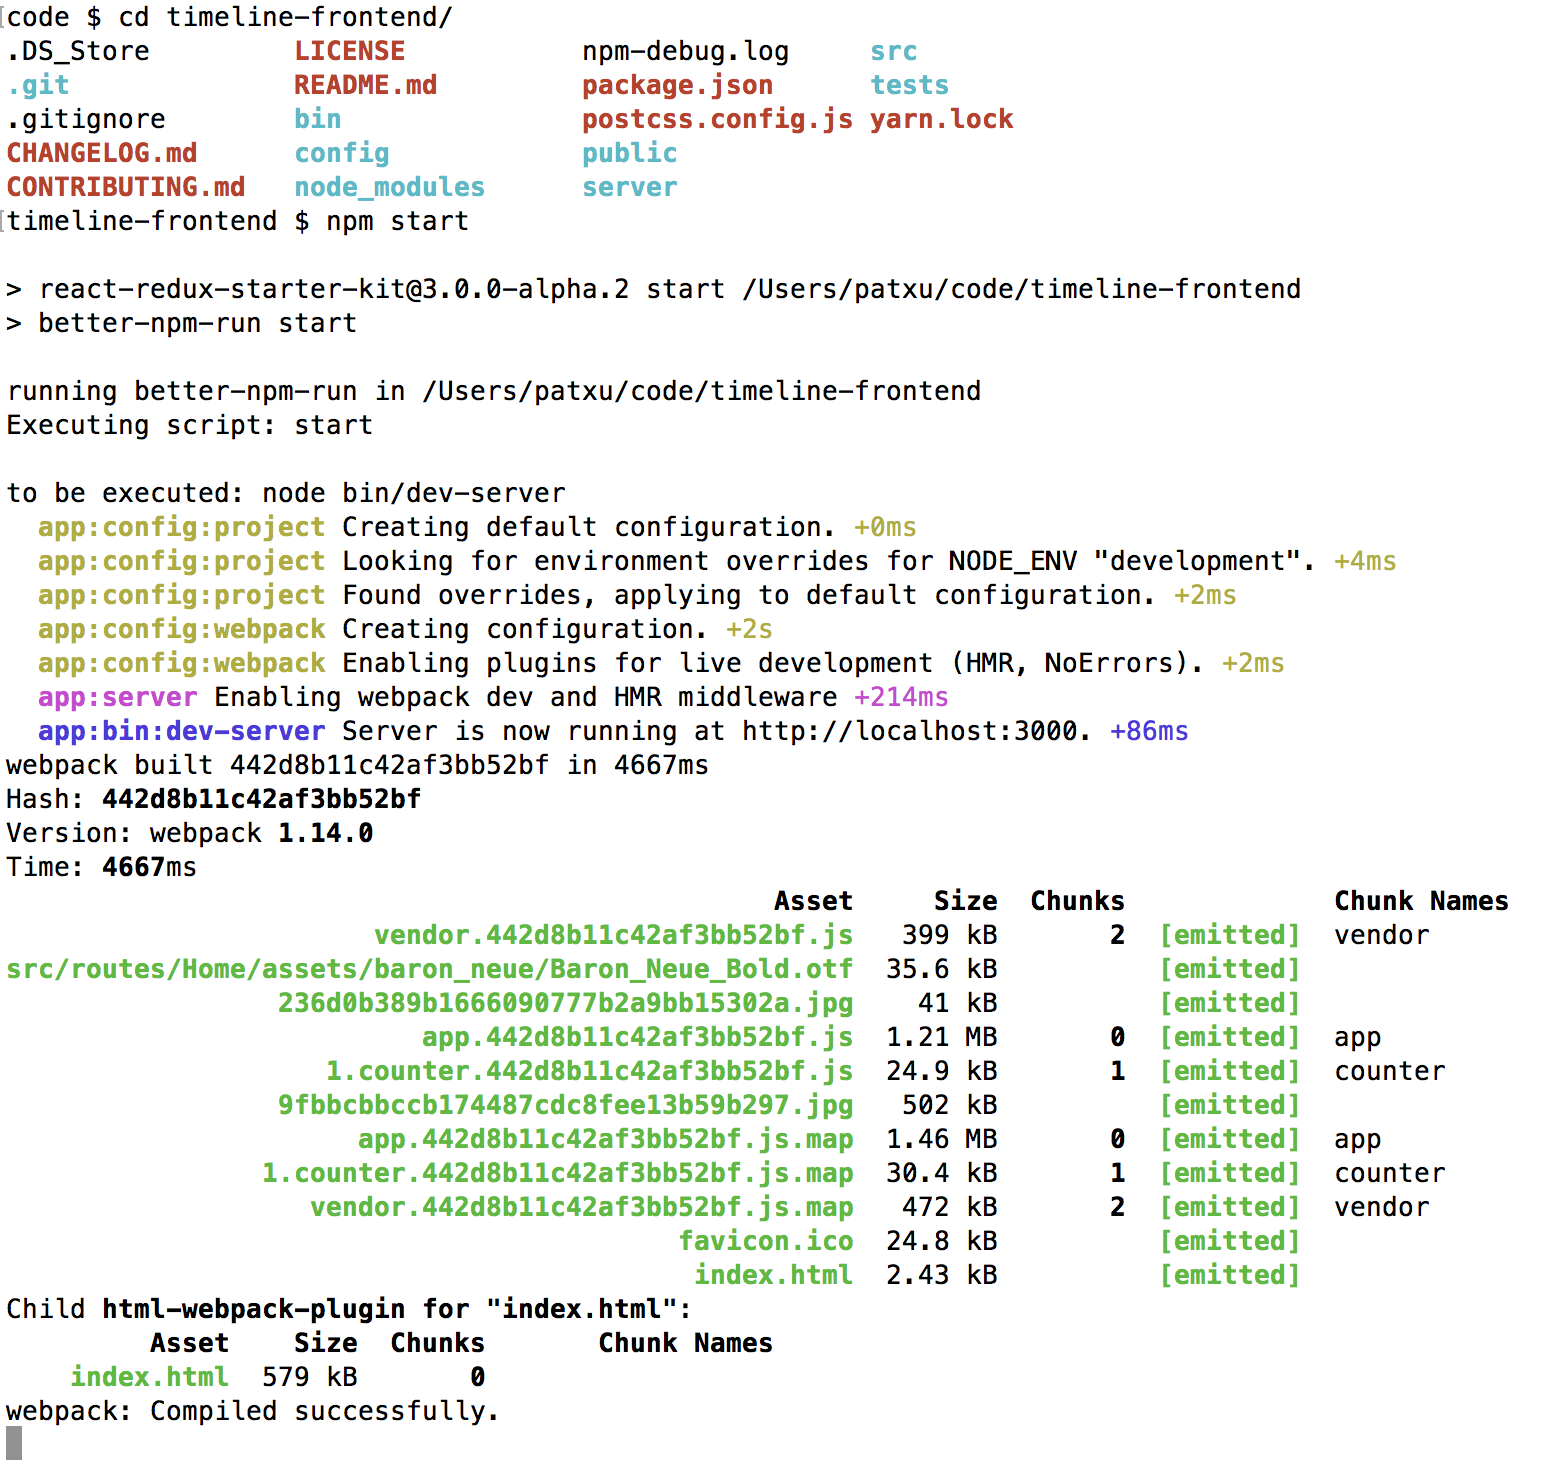 code $ cd timeline-frontend/
.DS_Store         LICENSE           npm-debug.log     src
.git              README.md         package.json      tests
.gitignore        bin               postcss.config.js yarn.lock
CHANGELOG.md      config            public
CONTRIBUTING.md   node_modules      server
timeline-frontend $ npm start
> react-redux-starter-kit@3.0.0-alpha.2 start /Users/patxu/code/timeline-frontend
> better-npm-run start
running better-npm-run in /Users/patxu/code/timeline-frontend
Executing script: start
to be executed: node bin/dev-server
  app:config:project Creating default configuration. +0ms
  app:config:project Looking for environment overrides for NODE_ENV "development". +4ms
  app:config:project Found overrides, applying to default configuration. +2ms
  app:config:webpack Creating configuration. +2s
  app:config:webpack Enabling plugins for live development (HMR, NoErrors). +2ms
  app:server Enabling webpack dev and HMR middleware +214ms
  app:bin:dev-server Server is now running at http://localhost:3000. +86ms
webpack built 442d8b11c42af3bb52bf in 4667ms
Hash: 442d8b11c42af3bb52bf
Version: webpack 1.14.0
Time: 4667ms
Asset     Size  Chunks             Chunk Names
vendor.442d8b11c42af3bb52bf.js   399 kB       2  [emitted]  vendor
src/routes/Home/assets/baron_neue/Baron_Neue_Bold.otf  35.6 kB          [emitted]
236d0b389b1666090777b2a9bb15302a.jpg    41 kB          [emitted]
app.442d8b11c42af3bb52bf.js  1.21 MB       0  [emitted]  app
1.counter.442d8b11c42af3bb52bf.js  24.9 kB       1  [emitted]  counter
9fbbcbbccb174487cdc8fee13b59b297.jpg   502 kB          [emitted]
app.442d8b11c42af3bb52bf.js.map  1.46 MB       0  [emitted]  app
1.counter.442d8b11c42af3bb52bf.js.map  30.4 kB       1  [emitted]  counter
vendor.442d8b11c42af3bb52bf.js.map   472 kB       2  [emitted]  vendor
favicon.ico  24.8 kB          [emitted]
index.html  2.43 kB          [emitted]
Child html-webpack-plugin for "index.html":
Asset    Size  Chunks       Chunk Names
index.html  579 kB       0
webpack: Compiled successfully.